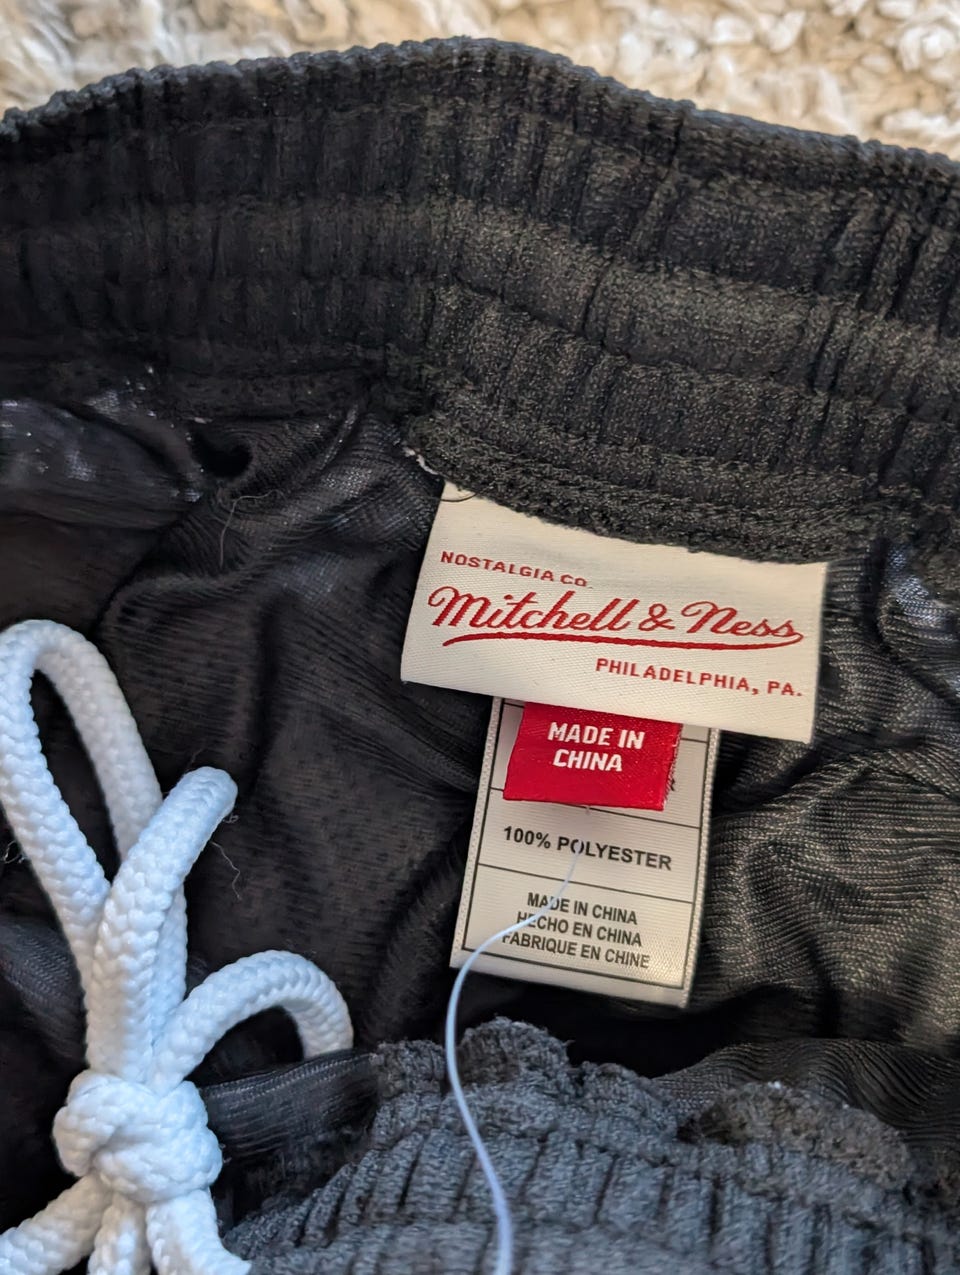 NOSTALGIA CO.
Mitchell & Ness
PHILADELPHIA, PA.
MADE IN
CHINA
100% POLYESTER
MADE IN CHINA
HECHO EN CHINA
FABRIQUE EN CHINE